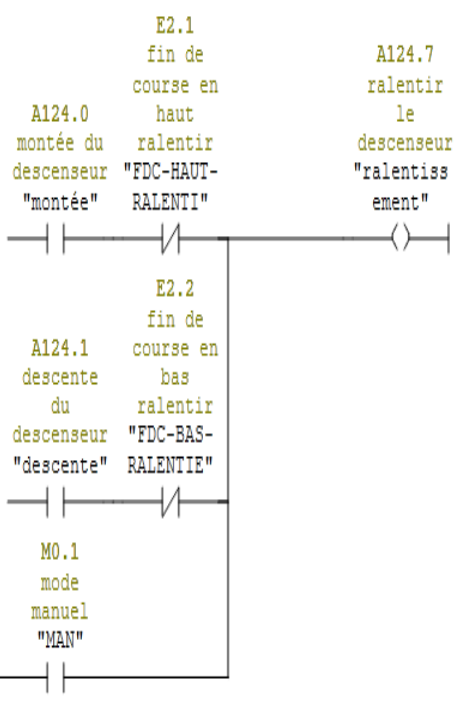 E2.1
fin de
course en
haut
ralentir
"FDC-HAUT-
RALENTI"
A124.7
ralentir
le
descenseur
"ralentiss
ement"
A124.0
montée du
descenseur
"montée"
E2.2
fin de
course en
bas
ralentir
"FDC-BAS-
RALENTIE"
A124.1
descente
du
descenseur
"descente"
M0.1
mode
manuel
"MAN"